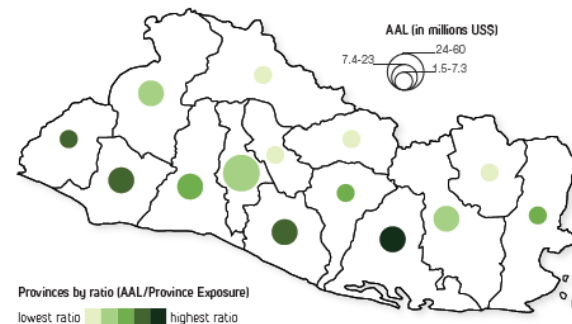 AAL (in millions US$)
24-60
7.4-23
1.5-7.3
Provinces by ratio (AAL/Province Exposure)
lowest ratio highest ratio